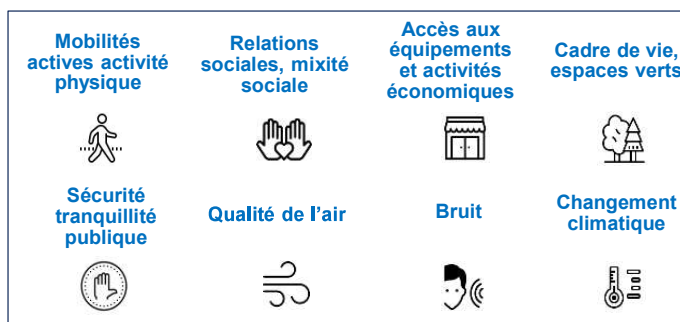 Mobilités
actives activité
physique
Relations
sociales, mixité
sociale
Accès aux
équipements
et activités
économiques
Cadre de vie,
espaces verts
Sécurité
tranquillité
publique
Qualité de l'air
Bruit
Changement
climatique